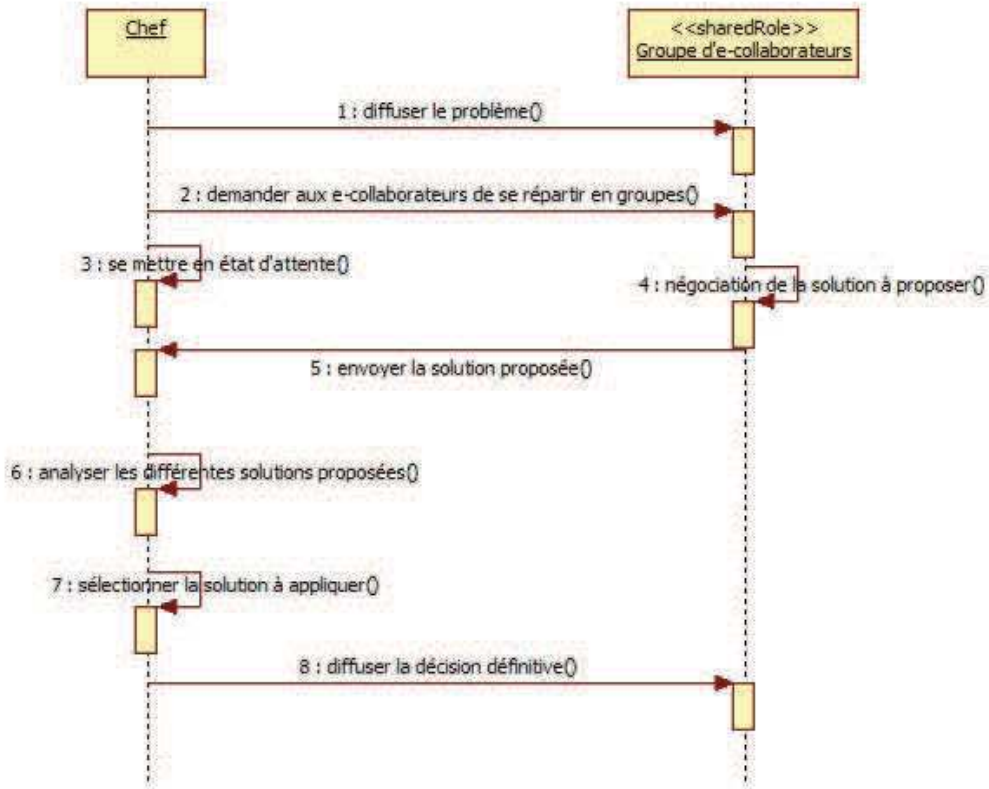 Chef
<<sharedRole>>
Groupe d'e-collaborateurs
1 : diffuser le problème()
2 : demander aux e-collaborateurs de se répartir en groupes()
3 : se mettre en état d'attente()
4 : négociation de la solution à proposer()
5 : envoyer la solution proposée()
6 : analyser les différentes solutions proposées()
7 : sélectionner la solution à appliquer()
8 : diffuser la décision définitive()